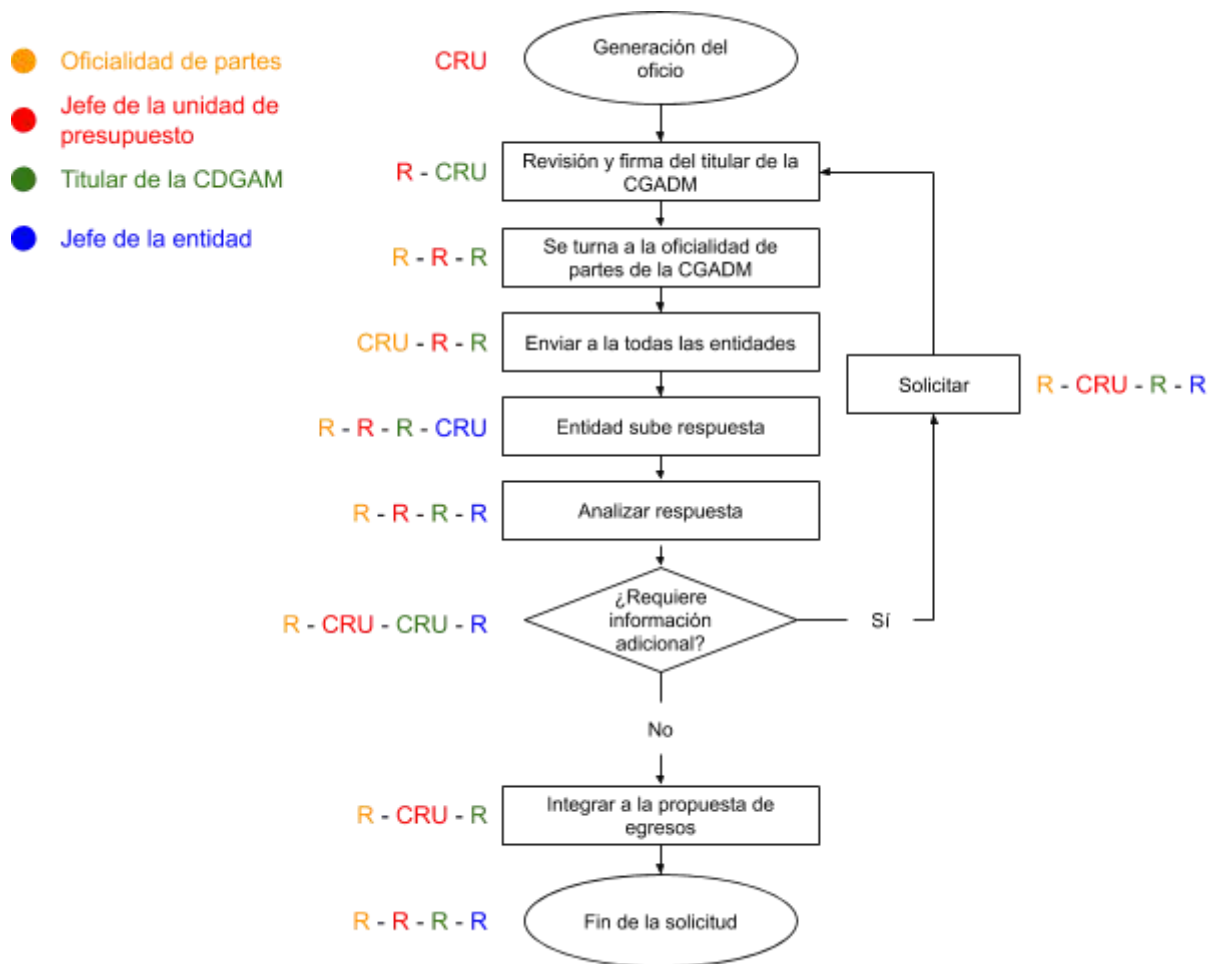 Oficialidad de partes
Jefe de la unidad de
presupuesto
Titular de la CDGAM
Jefe de la entidad
CRU
Generación del
oficio
R - CRU
Revisión y firma del titular de la
CGADM
R - R - R
Se turna a la oficialidad de
partes de la CGADM
CRU - R - R
Enviar a la todas las entidades
Solicitar
R - CRU - R - R
R - R - R - CRU
Entidad sube respuesta
R - R - R - R
Analizar respuesta
R - CRU - CRU - R
¿Requiere
información
adicional?
Sí
No
R - CRU - R
Integrar a la propuesta de
egresos
R - R - R - R
Fin de la solicitud